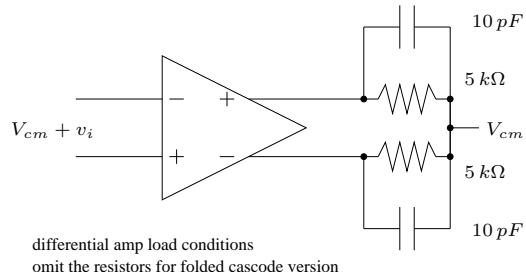 10 pF
5 kΩ
− +
V_cm + v_i
V_cm
+ −
5 kΩ
10 pF
differential amp load conditions
omit the resistors for folded cascode version